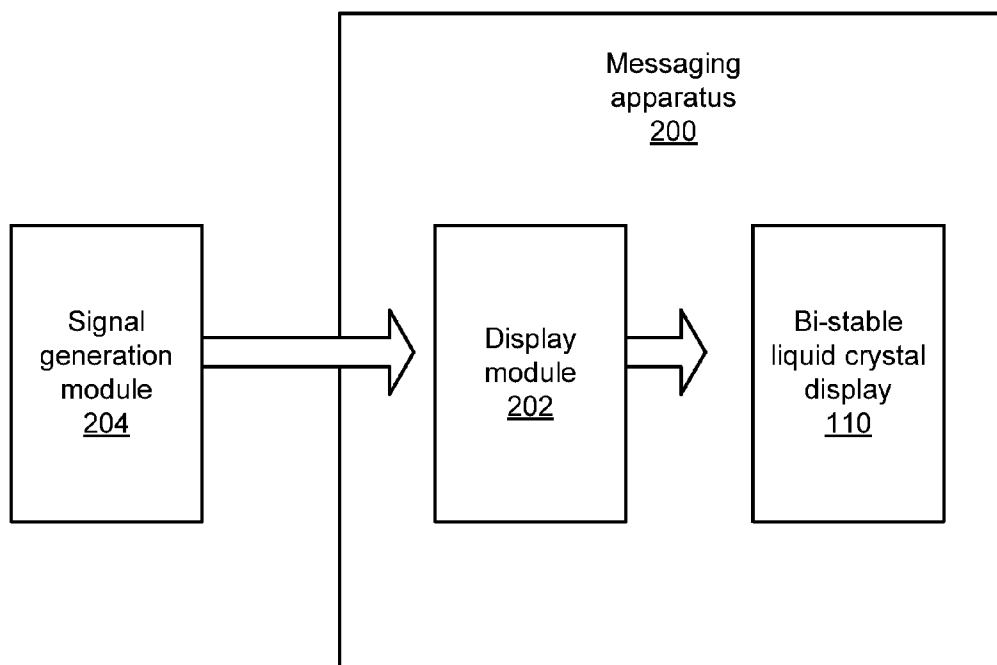 Messaging
apparatus
200
Signal
generation
module
204
Display
module
202
Bi-stable
liquid crystal
display
110